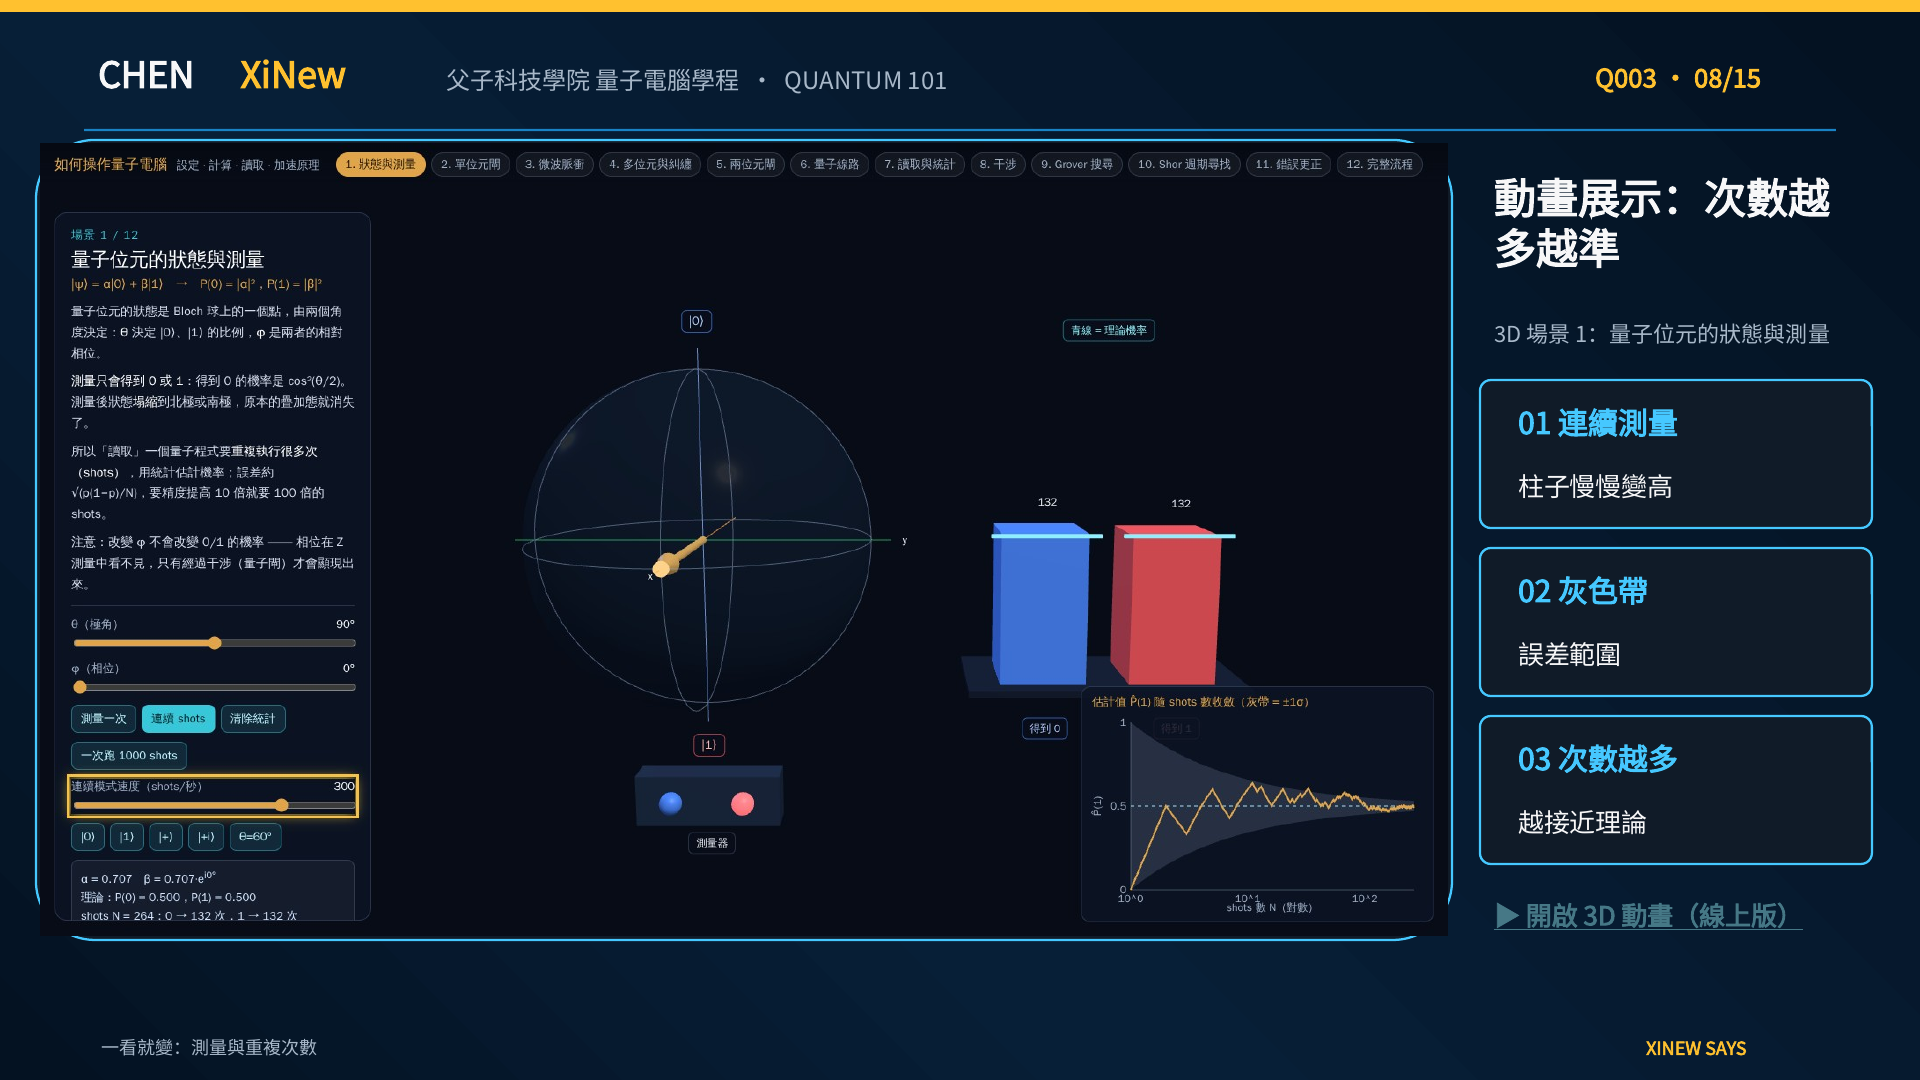 CHEN XiNew 父子科技學院 量子電腦學程 • QUANTUM 101
Q003 • 08/15
如何操作量子電腦 設定 · 計算 · 讀取 · 加速原理
1. 狀態與測量 2. 單位元閘 3. 微波脈衝 4. 多位元與糾纏 5. 兩位元閘 6. 量子線路 7. 讀取與統計 8. 干涉 9. Grover 搜尋 10. Shor 週期尋找 11. 錯誤更正 12. 完整流程
場景 1 / 12
量子位元的狀態與測量
|ψ⟩ = α|0⟩ + β|1⟩ → P(0) = |α|², P(1) = |β|²
量子位元的狀態是 Bloch 球上的一個點，由兩個角
度決定：θ 決定 |0⟩、|1⟩ 的比例，φ 是兩者的相對
相位。
測量只會得到 0 或 1：得到 0 的機率是 cos²(θ/2)。
測量後狀態塌縮到北極或南極，原本的疊加態就消失
了。
所以「讀取」一個量子程式要重複執行很多次
（shots），用統計估計機率；誤差約
√(p(1−p)/N)，要精度提高 10 倍就要 100 倍的
shots。
注意：改變 φ 不會改變 0/1 的機率 —— 相位在 Z
測量中看不見，只有經過干涉（量子閘）才會顯現出
來。
θ（極角） 90°
φ（相位） 0°
測量一次 連續 shots 清除統計
一次跑 1000 shots
連續模式速度（shots/秒） 300
|0⟩ |1⟩ |+⟩ |+i⟩ θ=60°
α = 0.707 β = 0.707·e^i0°
理論：P(0) = 0.500，P(1) = 0.500
shots N = 264：0 → 132 次，1 → 132 次
|0⟩
y
x
|1⟩
測量器
青線 = 理論機率
132 132
得到 0 得到 1
估計值 P̂(1) 隨 shots 數收斂（灰帶 = ±1σ）
1
0.5
0
P̂(1)
10^0 10^1 10^2
shots 數 N（對數）
動畫展示：次數越
多越準
3D 場景 1：量子位元的狀態與測量
01 連續測量
柱子慢慢變高
02 灰色帶
誤差範圍
03 次數越多
越接近理論
▶ 開啟 3D 動畫（線上版）
一看就變：測量與重複次數
XINEW SAYS